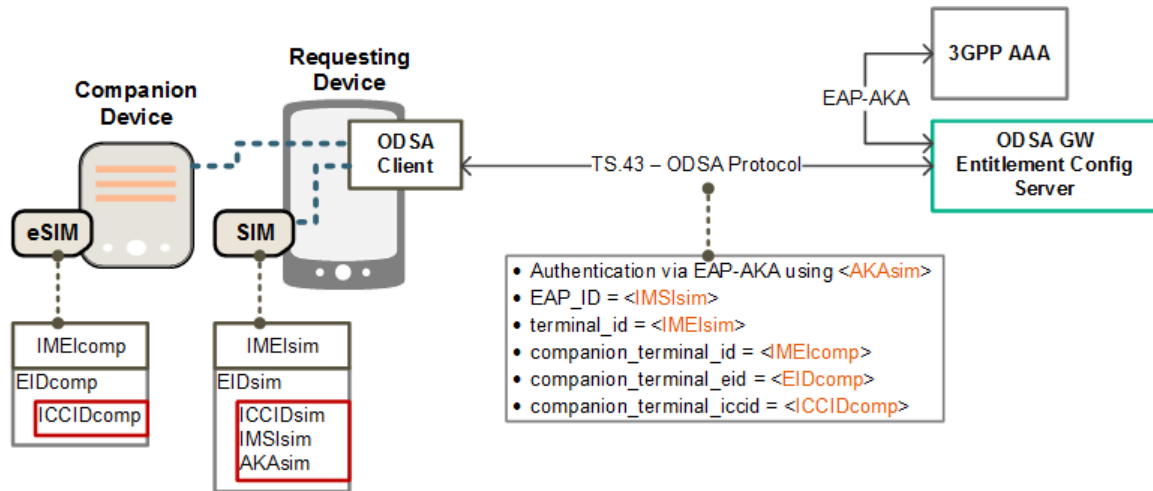 Requesting
Device
Companion
Device
3GPP AAA
EAP-AKA
ODSA
Client
TS.43 – ODSA Protocol
ODSA GW
Entitlement Config
Server
eSIM
SIM
• Authentication via EAP-AKA using <AKAsim>
• EAP_ID = <IMSIsim>
• terminal_id = <IMEIsim>
• companion_terminal_id = <IMEIcomp>
• companion_terminal_eid = <EIDcomp>
• companion_terminal_iccid = <ICCIDcomp>
IMEIcomp
EIDcomp
ICCIDcomp
IMEIsim
EIDsim
ICCIDsim
IMSIsim
AKAsim